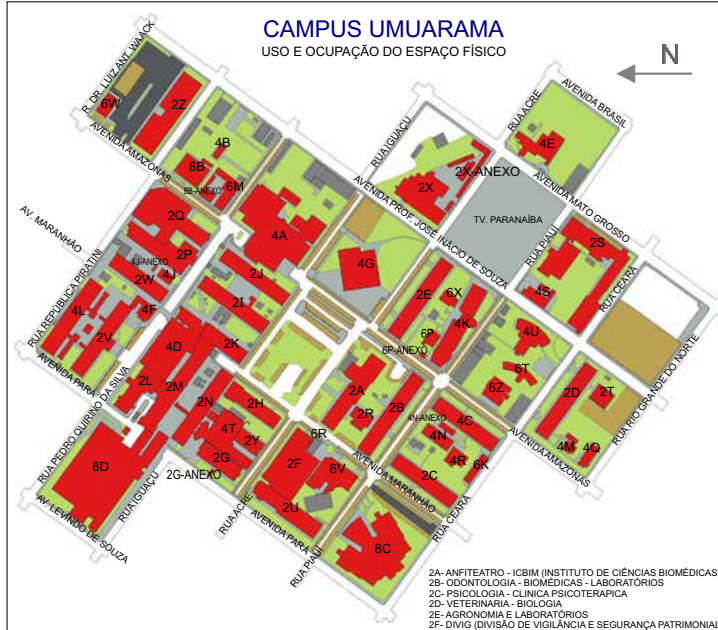 CAMPUS UMUARAMA
USO E OCUPAÇÃO DO ESPAÇO FÍSICO
N
R. DR. LUIZ ANT. WAACK
6W
2Z
AVENIDA AMAZONAS
4B
8B
8B-ANEXO
6M
RUA IGUAÇU
RUA ACRE
AVENIDA BRASIL
4E
2X-ANEXO
2X
AVENIDA MATO GROSSO
TV. PARANAÍBA
AVENIDA PROF. JOSÉ INÁCIO DE SOUZA
RUA PIAUÍ
2S
RUA CEARÁ
4S
AV. MARANHÃO
2Q
2P
4J-ANEXO
4J
2W
4A
2J
4G
2I
2E
6X
4K
6P
6P-ANEXO
4U
6T
6Z
RUA REPÚBLICA PIRATINI
4L
2V
4F
AVENIDA PARÁ
4D
2K
2L
2M
2N
2H
4T
2Y
2G
2G-ANEXO
RUA PEDRO QUIRINO DA SILVA
8D
AV. LEVINDO DE SOUZA
RUA IGUAÇU
2A
2R
2B
6R
2F
6V
2U
AVENIDA MARANHÃO
4N-ANEXO
4C
4N
4R
6K
2C
2D
2T
4M
4Q
RUA RIO GRANDE DO NORTE
AVENIDA AMAZONAS
RUA ACRE
AVENIDA PARÁ
RUA PIAUÍ
8C
RUA CEARÁ
2A- ANFITEATRO - ICBIM (INSTITUTO DE CIÊNCIAS BIOMÉDICAS
2B- ODONTOLOGIA - BIOMÉDICAS - LABORATÓRIOS
2C- PSICOLOGIA - CLINICA PSICOTERAPICA
2D- VETERINARIA - BIOLOGIA
2E- AGRONOMIA E LABORATÓRIOS
2F- DIVIG (DIVISÃO DE VIGILÂNCIA E SEGURANÇA PATRIMONIAL